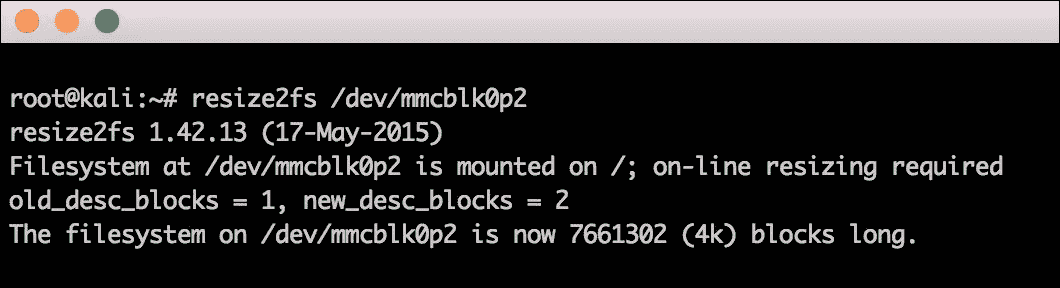 root@kali:~# resize2fs /dev/mmcblk0p2
resize2fs 1.42.13 (17-May-2015)
Filesystem at /dev/mmcblk0p2 is mounted on /; on-line resizing required
old_desc_blocks = 1, new_desc_blocks = 2
The filesystem on /dev/mmcblk0p2 is now 7661302 (4k) blocks long.